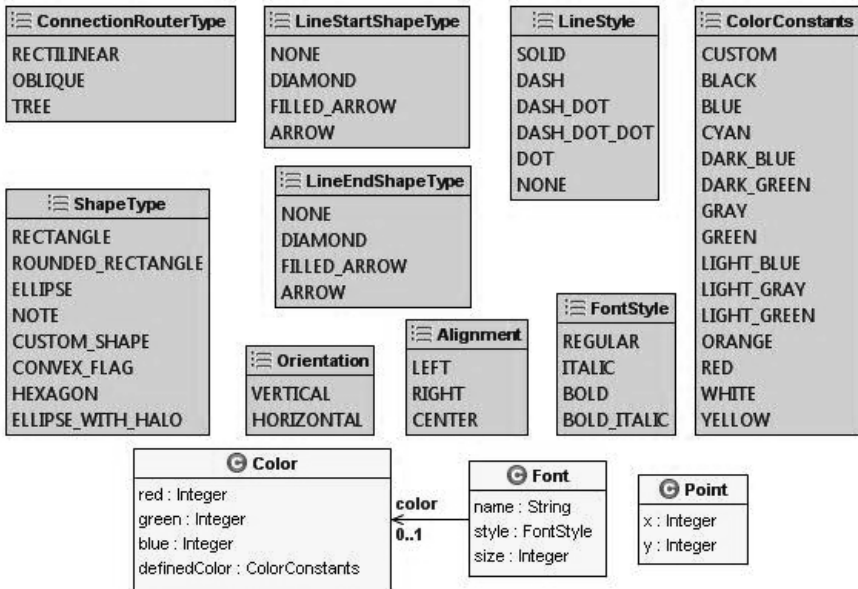 ConnectionRouterType
RECTILINEAR
OBLIQUE
TREE
LineStartShapeType
NONE
DIAMOND
FILLED_ARROW
ARROW
LineStyle
SOLID
DASH
DASH_DOT
DASH_DOT_DOT
DOT
NONE
ColorConstants
CUSTOM
BLACK
BLUE
CYAN
DARK_BLUE
DARK_GREEN
GRAY
GREEN
LIGHT_BLUE
LIGHT_GRAY
LIGHT_GREEN
ORANGE
RED
WHITE
YELLOW
ShapeType
RECTANGLE
ROUNDED_RECTANGLE
ELLIPSE
NOTE
CUSTOM_SHAPE
CONVEX_FLAG
HEXAGON
ELLIPSE_WITH_HALO
LineEndShapeType
NONE
DIAMOND
FILLED_ARROW
ARROW
Orientation
VERTICAL
HORIZONTAL
Alignment
LEFT
RIGHT
CENTER
FontStyle
REGULAR
ITALIC
BOLD
BOLD_ITALIC
C Color
red : Integer
green : Integer
blue : Integer
definedColor : ColorConstants
color
0..1
C Font
name : String
style : FontStyle
size : Integer
C Point
x : Integer
y : Integer